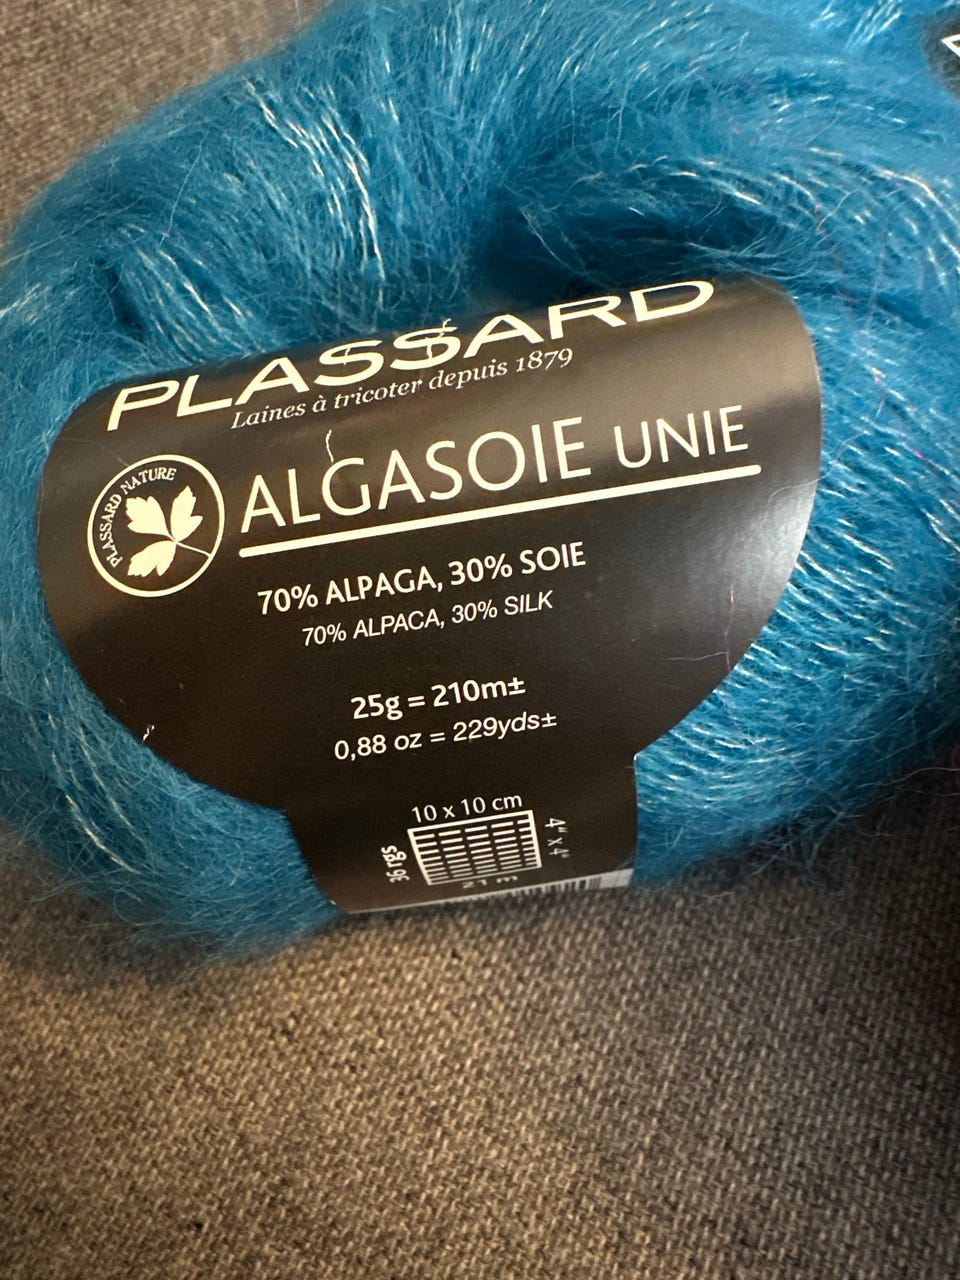 PLASSARD
Laines à tricoter depuis 1879
PLASSARD NATURE
ALGASOIE UNIE
70% ALPAGA, 30% SOIE
70% ALPACA, 30% SILK
25g = 210m±
0,88 oz = 229yds±
10 x 10 cm
36 rgs
4" x 4"
21 m